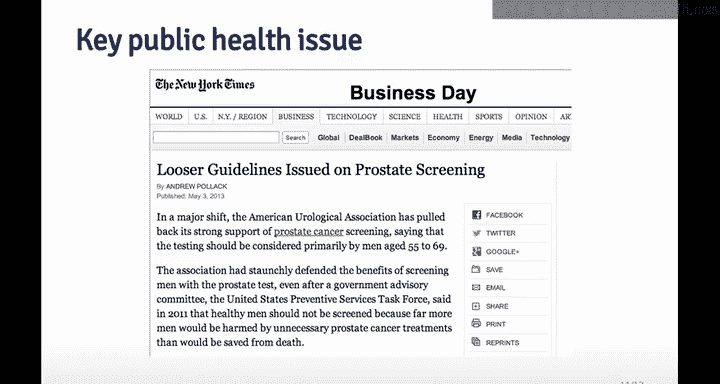 Key public health issue
The New York Times
Business Day
WORLD U.S. N.Y. / REGION BUSINESS TECHNOLOGY SCIENCE HEALTH SPORTS OPINION
Search Global DealBook Markets Economy Energy Media Technology
Looser Guidelines Issued on Prostate Screening
By ANDREW POLLACK
Published: May 3, 2013
In a major shift, the American Urological Association has pulled
back its strong support of prostate cancer screening, saying that
the testing should be considered primarily by men aged 55 to 69.
The association had staunchly defended the benefits of screening
men with the prostate test, even after a government advisory
committee, the United States Preventive Services Task Force, said
in 2011 that healthy men should not be screened because far more
men would be harmed by unnecessary prostate cancer treatments
than would be saved from death.
FACEBOOK
TWITTER
GOOGLE+
SAVE
EMAIL
SHARE
PRINT
REPRINTS